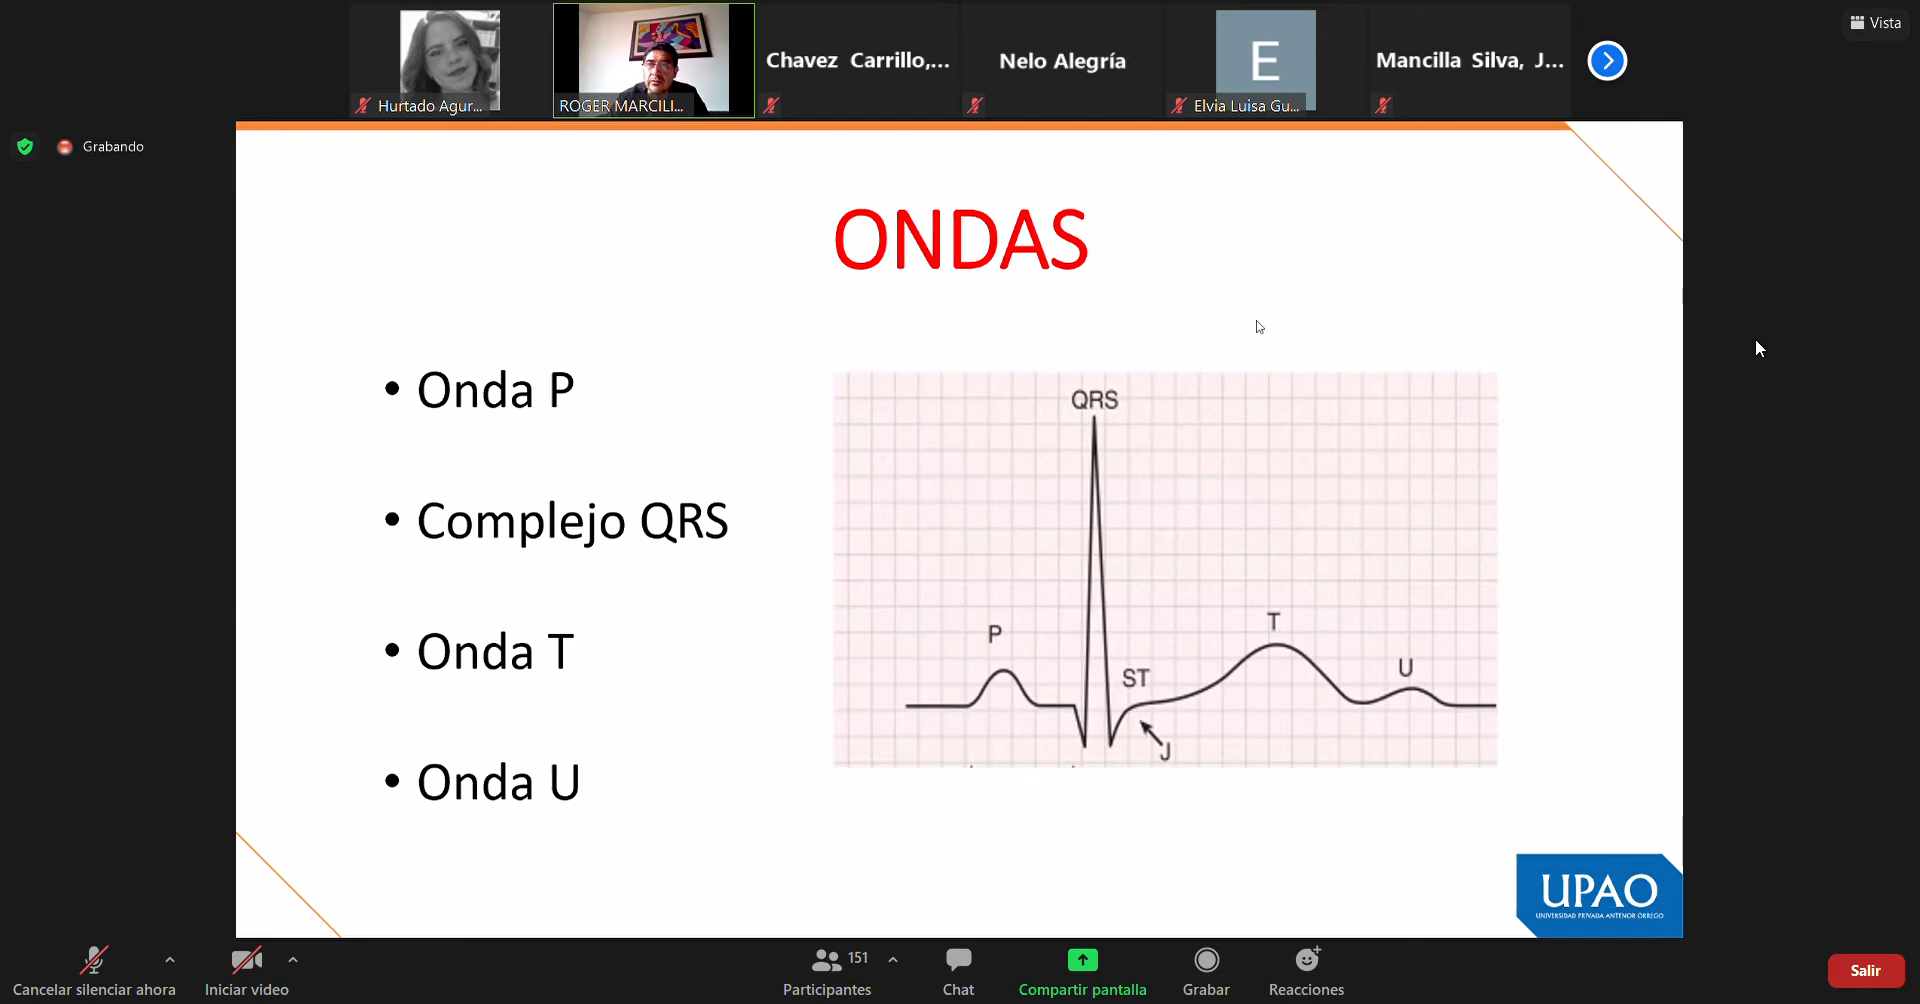 Vista
Hurtado Agur...
ROGER MARCILI...
Chavez Carrillo,...
Nelo Alegría
E
Elvia Luisa Gu...
Mancilla Silva, J...
Grabando
ONDAS
• Onda P
• Complejo QRS
• Onda T
• Onda U
QRS
P
ST
J
T
U
UPAO
UNIVERSIDAD PRIVADA ANTENOR ORREGO
Cancelar silenciar ahora
Iniciar video
151
Participantes
Chat
Compartir pantalla
Grabar
Reacciones
Salir